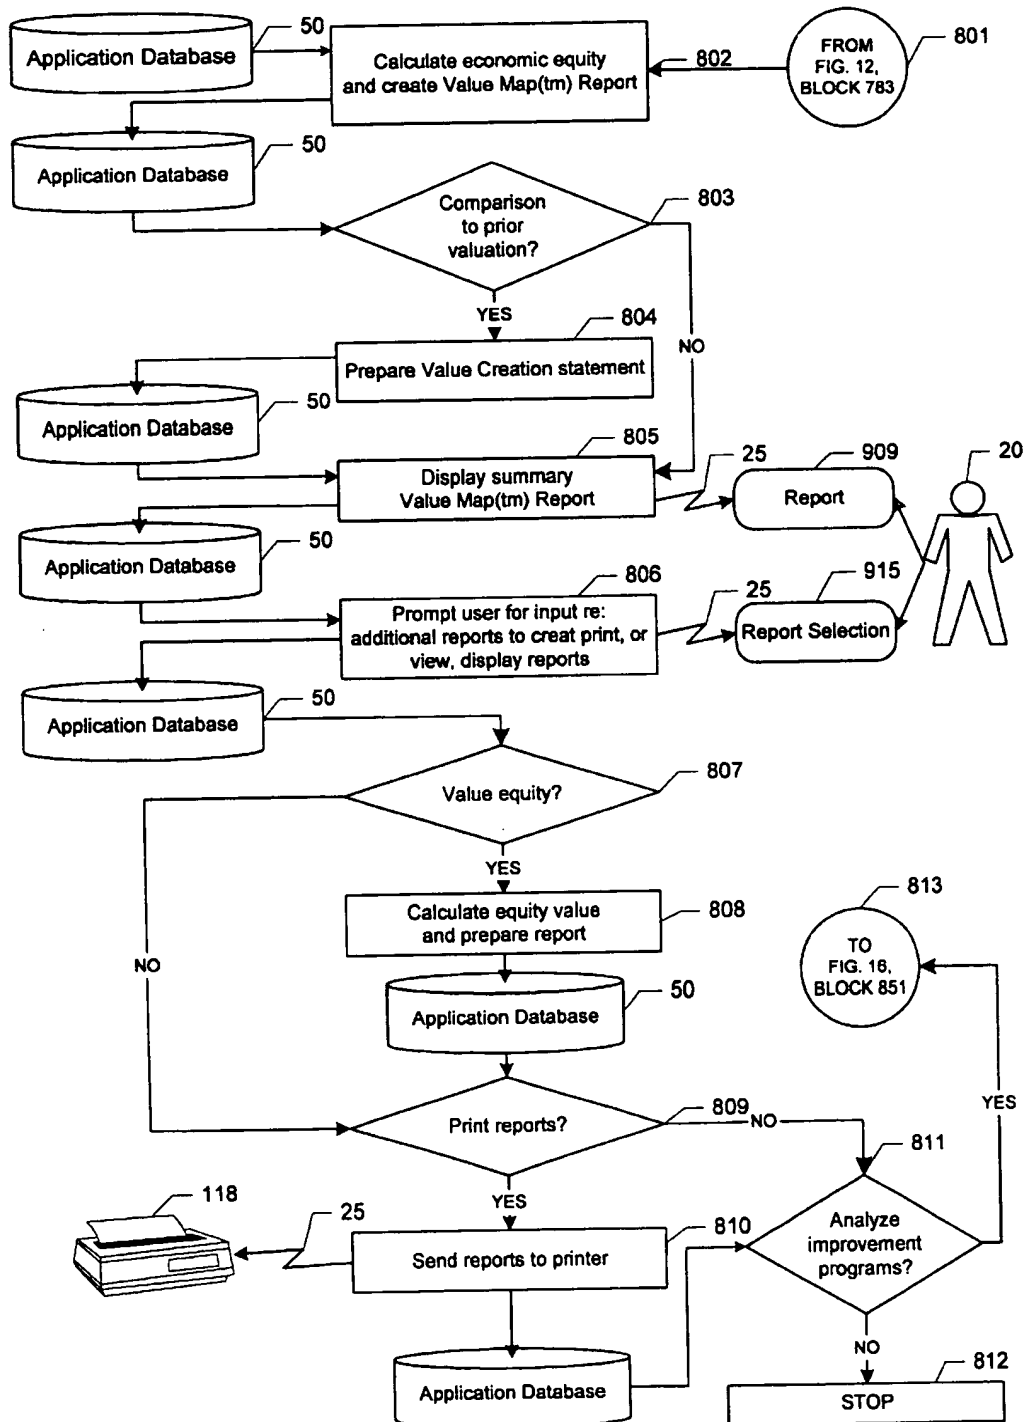 50
Application Database
Calculate economic equity
and create Value Map(tm) Report
802
FROM
FIG. 12,
BLOCK 783
801
50
Application Database
Comparison
to prior
valuation?
803
YES
804
NO
Prepare Value Creation statement
50
Application Database
805
Display summary
Value Map(tm) Report
25
909
Report
20
50
Application Database
806
Prompt user for input re:
additional reports to creat print, or
view, display reports
25
915
Report Selection
50
Application Database
Value equity?
807
YES
NO
Calculate equity value
and prepare report
808
813
TO
FIG. 16,
BLOCK 851
50
Application Database
Print reports?
809
NO
YES
811
YES
118
25
Send reports to printer
810
Analyze
improvement
programs?
Application Database
NO
812
STOP